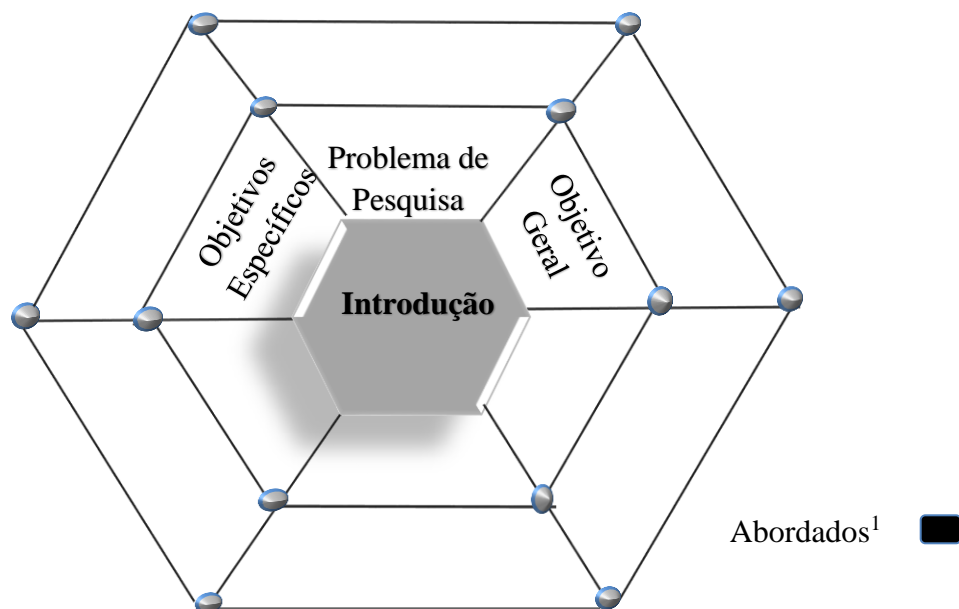 Problema de
Pesquisa
Objetivos
Específicos
Objetivo
Geral
Introdução
Abordados¹